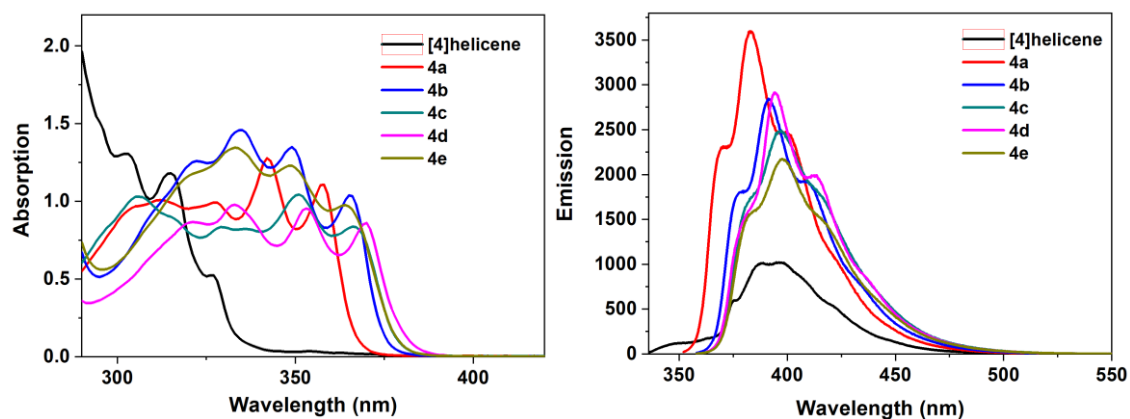 2.0
1.5
1.0
0.5
0.0
Absorption
[4]helicene
4a
4b
4c
4d
4e
300
350
400
Wavelength (nm)
3500
3000
2500
2000
1500
1000
500
0
Emission
[4]helicene
4a
4b
4c
4d
4e
350
400
450
500
550
Wavelength (nm)